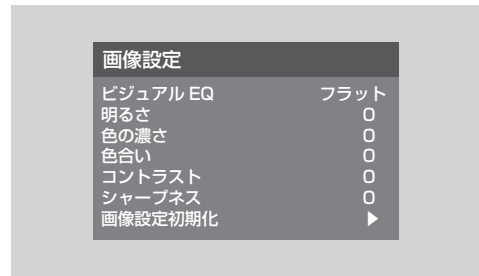 画像設定
ビジュアル EQ フラット
明るさ 0
色の濃さ 0
色合い 0
コントラスト 0
シャープネス 0
画像設定初期化 ▶